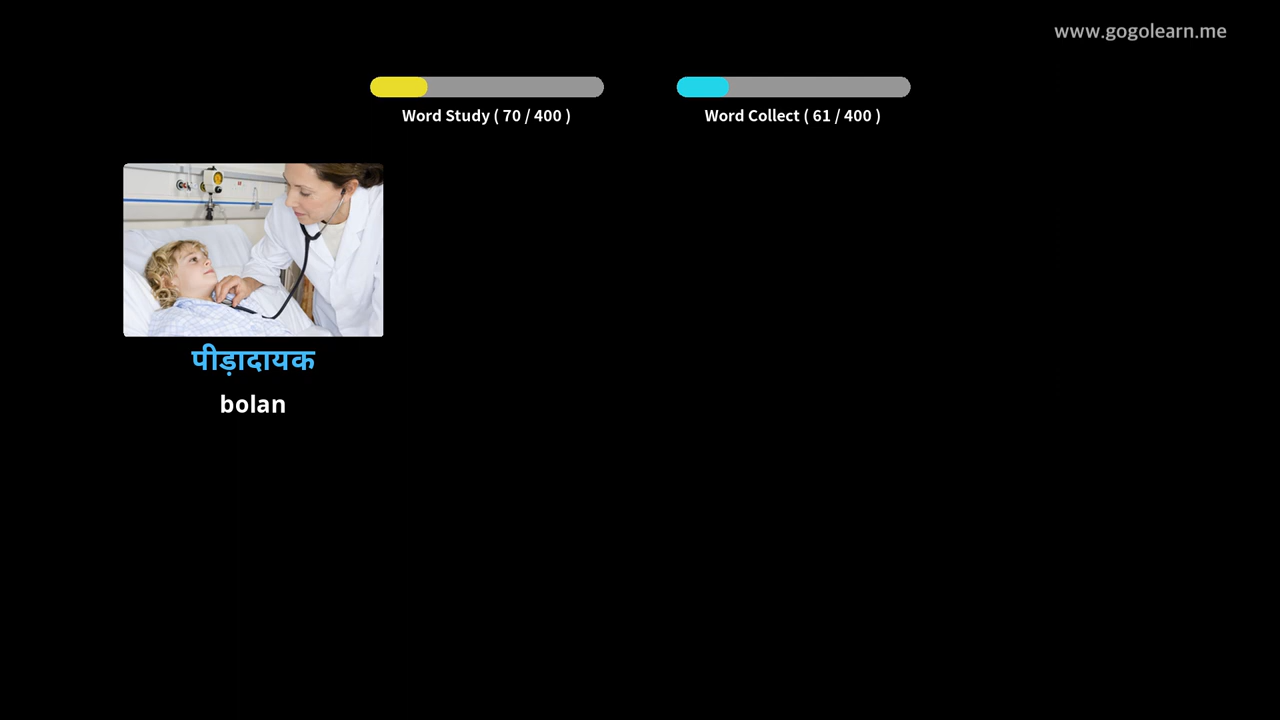 www.gogolearn.me
Word Study ( 70 / 400 )
Word Collect ( 61 / 400 )
पीड़ादायक
bolan